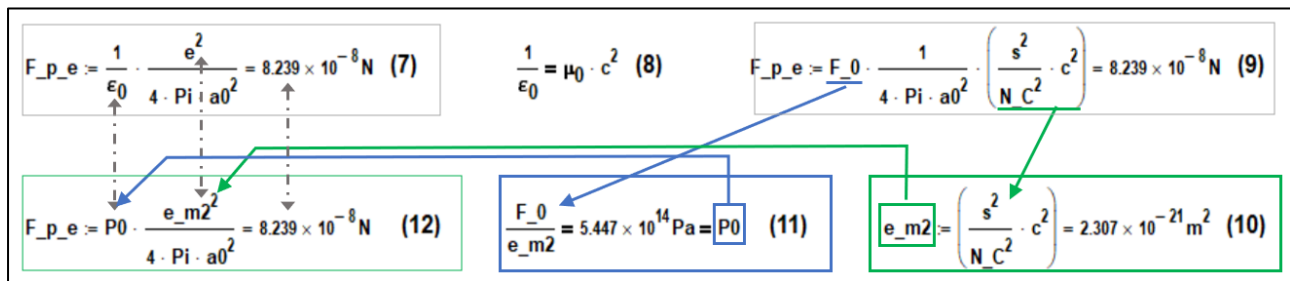 F_p_e := 1/ε₀ · e²/(4 · Pi · a0²) = 8.239 × 10⁻⁸ N (7)
1/ε₀ = μ₀ · c² (8)
F_p_e := F_0 · 1/(4 · Pi · a0²) · (s²/N_C² · c²) = 8.239 × 10⁻⁸ N (9)
F_p_e := P0 · e_m2²/(4 · Pi · a0²) = 8.239 × 10⁻⁸ N (12)
F_0/e_m2 = 5.447 × 10¹⁴ Pa = P0 (11)
e_m2 := (s²/N_C² · c²) = 2.307 × 10⁻²¹ m² (10)